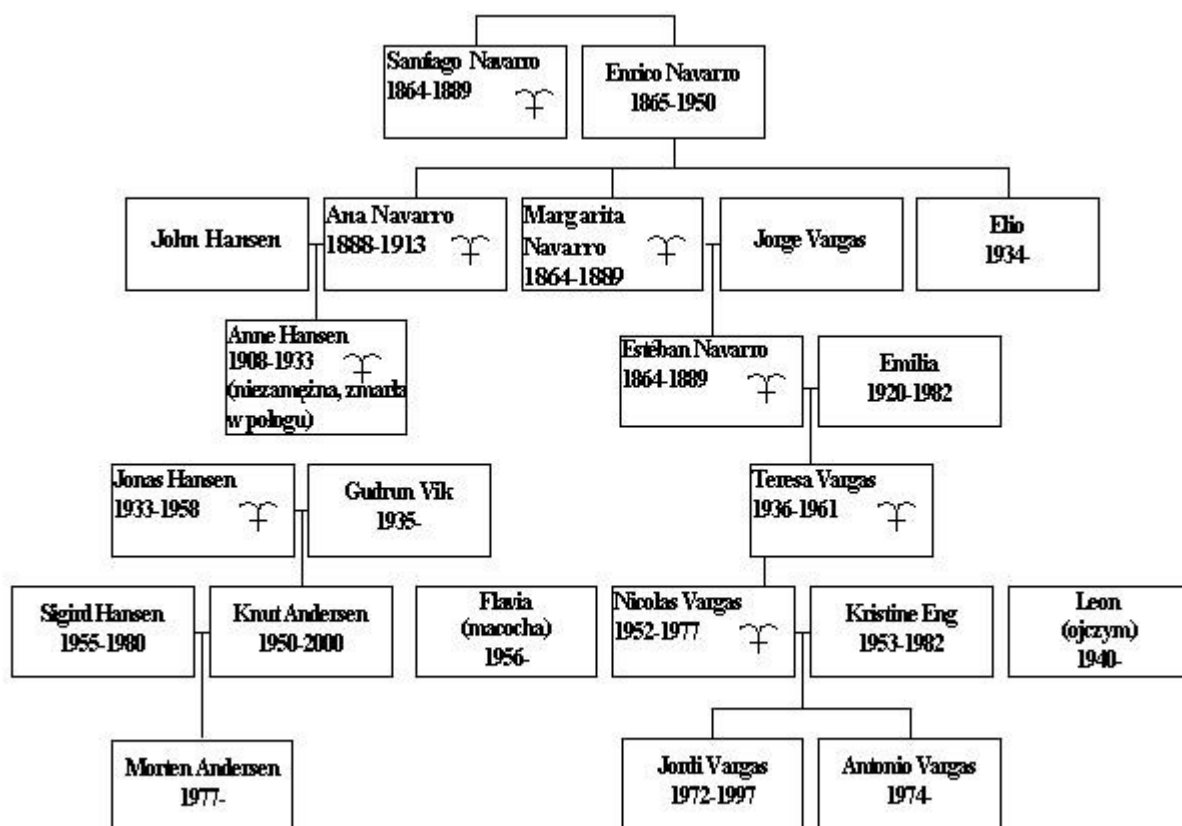 Santiago Navarro
1864-1889
Enrico Navarro
1865-1950
John Hansen
Ana Navarro
1888-1913
Margarita
Navarro
1864-1889
Jorge Vargas
Elio
1934-
Anne Hansen
1908-1933
(niezamężna, zmarła
w połogu)
Estéban Navarro
1864-1889
Emilia
1920-1982
Jonas Hansen
1933-1958
Gudrun Vik
1935-
Teresa Vargas
1936-1961
Sigird Hansen
1955-1980
Knut Andersen
1950-2000
Flavia
(macocha)
1956-
Nicolas Vargas
1952-1977
Kristine Eng
1953-1982
Leon
(ojczym)
1940-
Morten Andersen
1977-
Jordi Vargas
1972-1997
Antonio Vargas
1974-